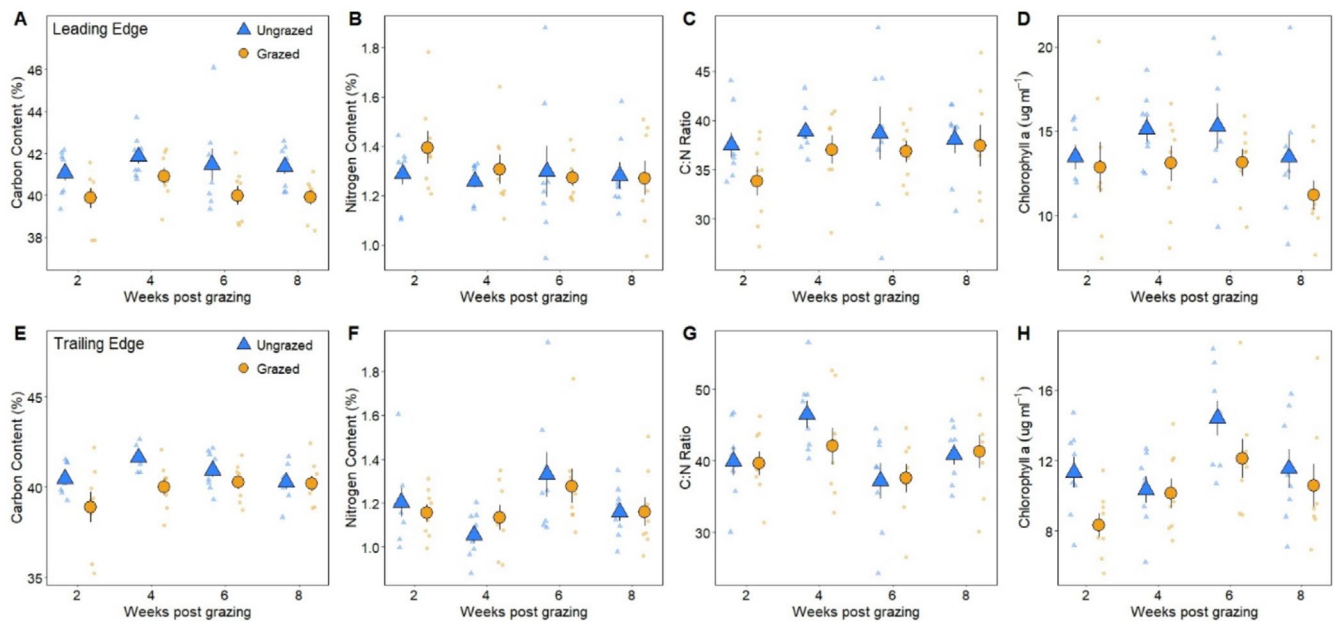 A
Leading Edge
Ungrazed
Grazed
Carbon Content (%)
46
44
42
40
38
2
4
6
8
Weeks post grazing
B
Nitrogen Content (%)
1.8
1.6
1.4
1.2
1.0
2
4
6
8
Weeks post grazing
C
C:N Ratio
45
40
35
30
2
4
6
8
Weeks post grazing
D
Chlorophyll a (ug ml⁻¹)
20
15
10
2
4
6
8
Weeks post grazing
E
Trailing Edge
Ungrazed
Grazed
Carbon Content (%)
45
40
35
2
4
6
8
Weeks post grazing
F
Nitrogen Content (%)
1.8
1.6
1.4
1.2
1.0
2
4
6
8
Weeks post grazing
G
C:N Ratio
50
40
30
2
4
6
8
Weeks post grazing
H
Chlorophyll a (ug ml⁻¹)
16
12
8
2
4
6
8
Weeks post grazing